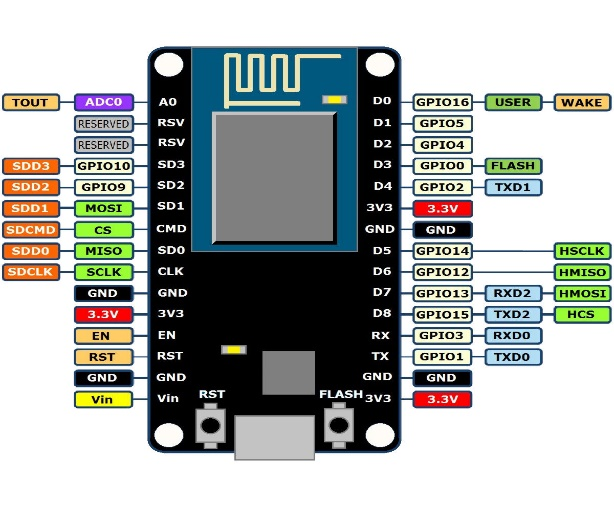 TOUT ADC0 A0 D0 GPIO16 USER WAKE
RESERVED RSV D1 GPIO5
RESERVED RSV D2 GPIO4
SDD3 GPIO10 SD3 D3 GPIO0 FLASH
SDD2 GPIO9 SD2 D4 GPIO2 TXD1
SDD1 MOSI SD1 3V3 3.3V
SDCMD CS CMD GND GND
SDD0 MISO SD0 D5 GPIO14 HSCLK
SDCLK SCLK CLK D6 GPIO12 HMISO
GND GND D7 GPIO13 RXD2 HMOSI
3.3V 3V3 D8 GPIO15 TXD2 HCS
EN EN RX GPIO3 RXD0
RST RST TX GPIO1 TXD0
GND GND GND GND
Vin Vin RST FLASH 3V3 3.3V